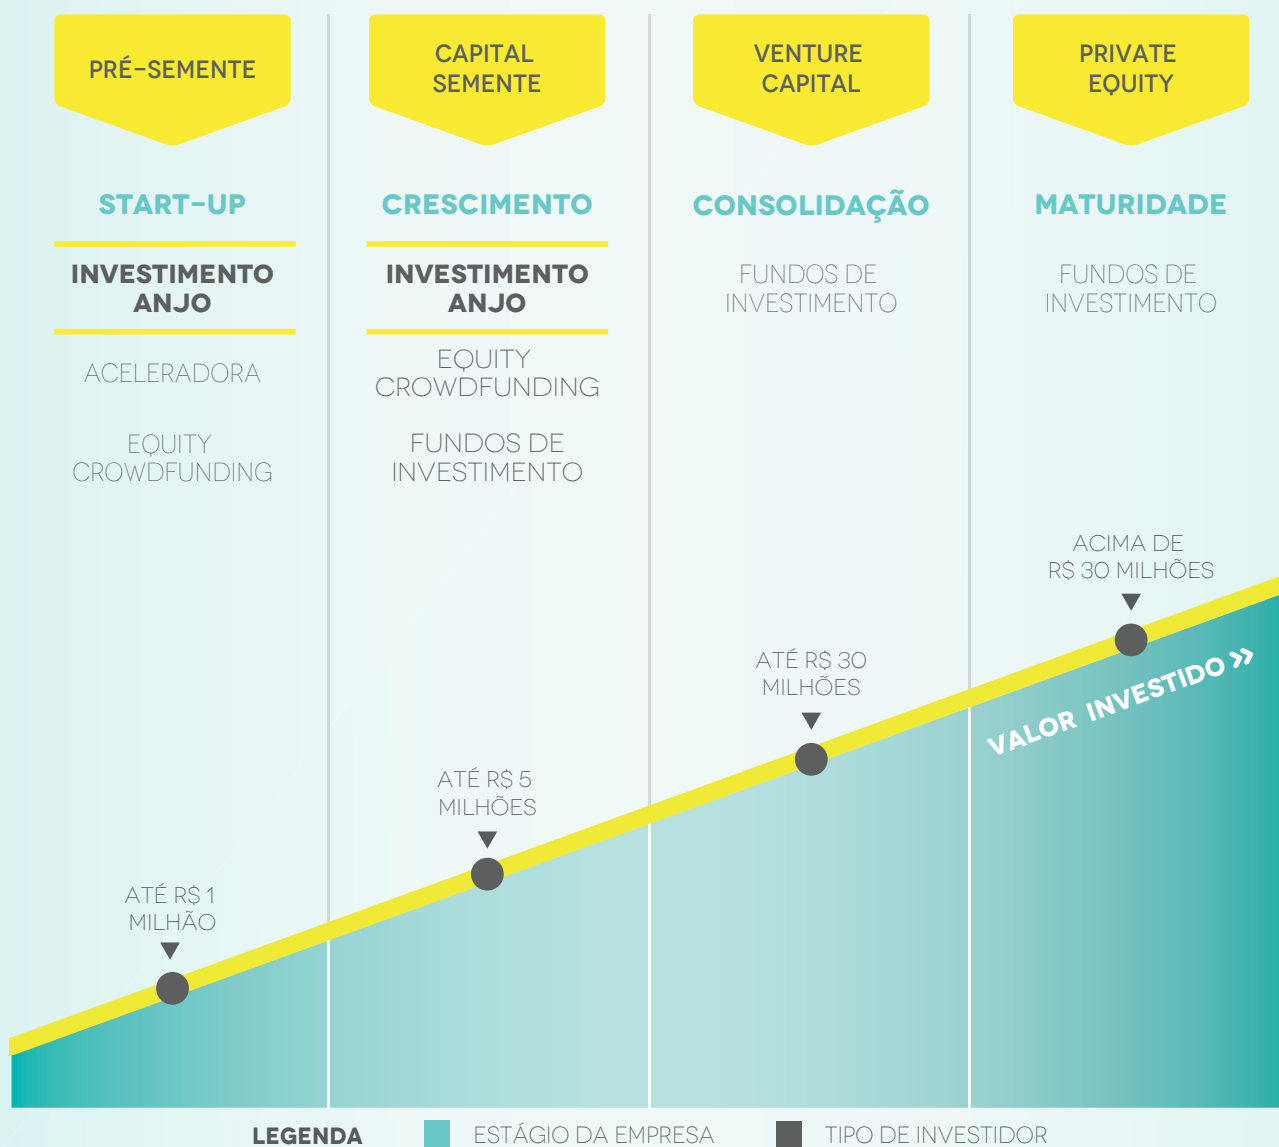 PRÉ-SEMENTE
CAPITAL
SEMENTE
VENTURE
CAPITAL
PRIVATE
EQUITY
START-UP
CRESCIMENTO
CONSOLIDAÇÃO
MATURIDADE
INVESTIMENTO
ANJO
INVESTIMENTO
ANJO
FUNDOS DE
INVESTIMENTO
FUNDOS DE
INVESTIMENTO
ACELERADORA
EQUITY
CROWDFUNDING
EQUITY
CROWDFUNDING
FUNDOS DE
INVESTIMENTO
ACIMA DE
R$ 30 MILHÕES
ATÉ R$ 30
MILHÕES
VALOR INVESTIDO »
ATÉ R$ 5
MILHÕES
ATÉ R$ 1
MILHÃO
LEGENDA
ESTÁGIO DA EMPRESA
TIPO DE INVESTIDOR